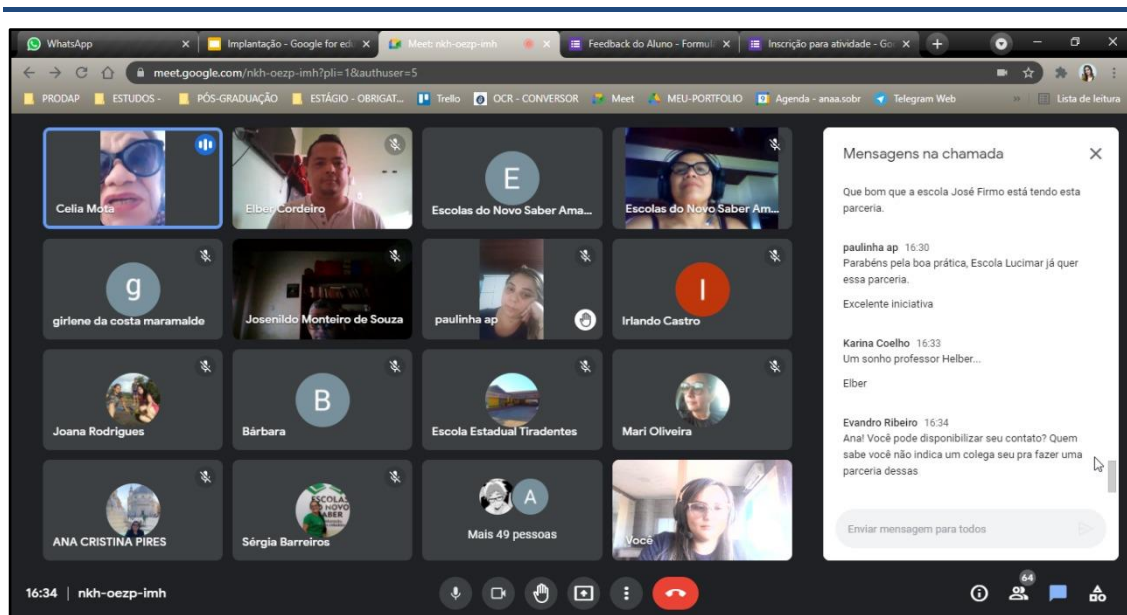 WhatsApp
Implantação - Google for edu
Meet: nkh-oezp-imh
Feedback do Aluno - Formul
Inscrição para atividade - Go
meet.google.com/nkh-oezp-imh?pli=1&authuser=5
PRODAP
ESTUDOS -
PÓS-GRADUAÇÃO
ESTÁGIO - OBRIGAT...
Trello
OCR - CONVERSOR
Meet
MEU-PORTFOLIO
Agenda - anaa.sobr
Telegram Web
Lista de leitura
Celia Mota
Elber Cordeiro
E
Escolas do Novo Saber Ama...
Escolas do Novo Saber Am...
g
girlene da costa maramalde
Josenildo Monteiro de Souza
paulinha ap
I
Irlando Castro
Joana Rodrigues
B
Bárbara
Escola Estadual Tiradentes
Mari Oliveira
ANA CRISTINA PIRES
ESCOLAS
DO NOVO
SABER
Sérgia Barreiros
A
Mais 49 pessoas
Você
Mensagens na chamada
Que bom que a escola José Firmo está tendo esta
parceria.
paulinha ap 16:30
Parabéns pela boa prática, Escola Lucimar já quer
essa parceria.
Excelente iniciativa
Karina Coelho 16:33
Um sonho professor Helber...
Elber
Evandro Ribeiro 16:34
Ana! Você pode disponibilizar seu contato? Quem
sabe você não indica um colega seu pra fazer uma
parceria dessas
Enviar mensagem para todos
16:34 | nkh-oezp-imh
64